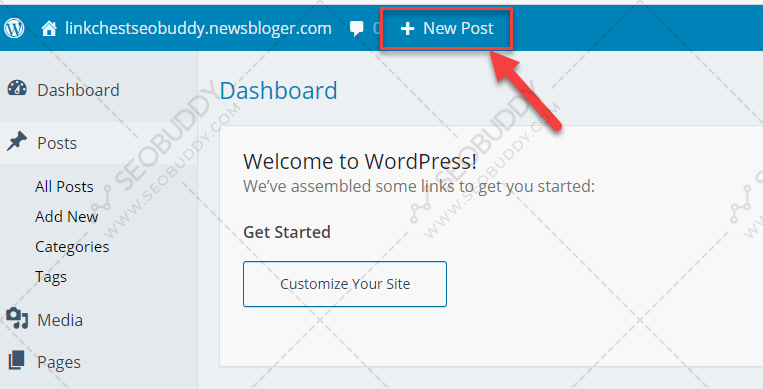 linkchestseobuddy.newsbloger.com 0 + New Post
Dashboard
Dashboard
Posts
Welcome to WordPress!
We've assembled some links to get you started:
All Posts
Add New
Get Started
Categories
Tags
Customize Your Site
Media
Pages
SEOBUDDY
WWW.SEOBUDDY.COM
SEOBUDDY
WWW.SEOBUDDY.COM